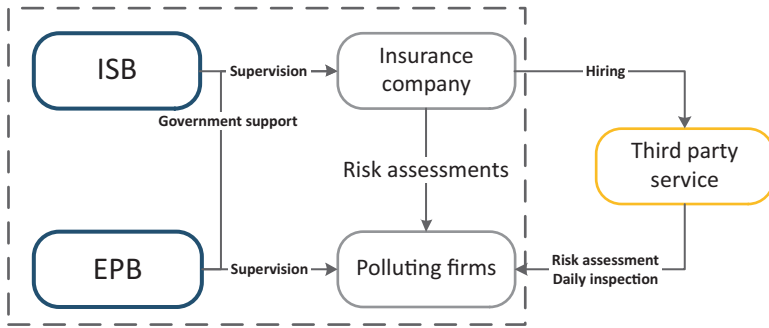 ISB
Supervision
Insurance
company
Hiring
Government support
Third party
service
Risk assessments
EPB
Supervision
Polluting firms
Risk assessment
Daily inspection